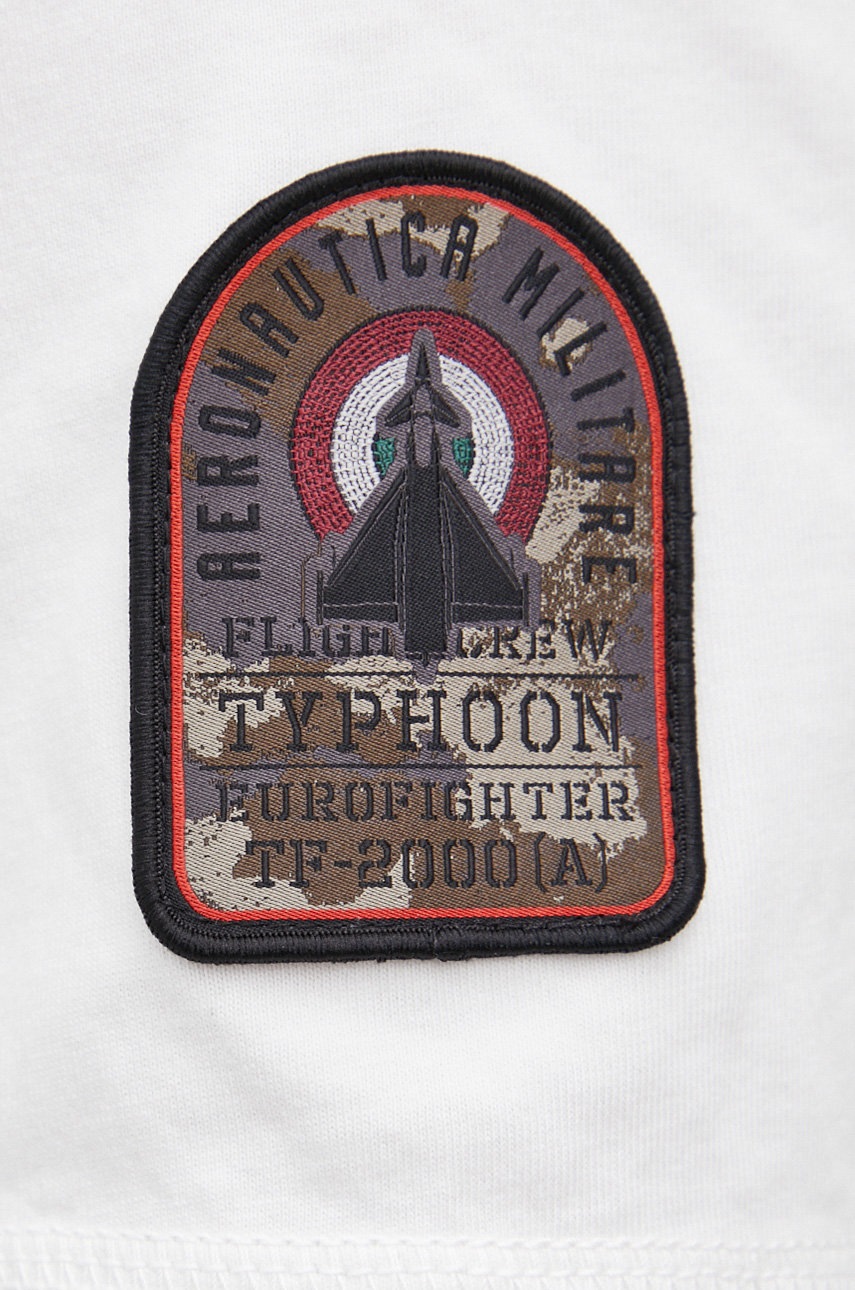 AERONAUTICA MILITARE
FLIGHT CREW
TYPHOON
EUROFIGHTER
TF-2000(A)